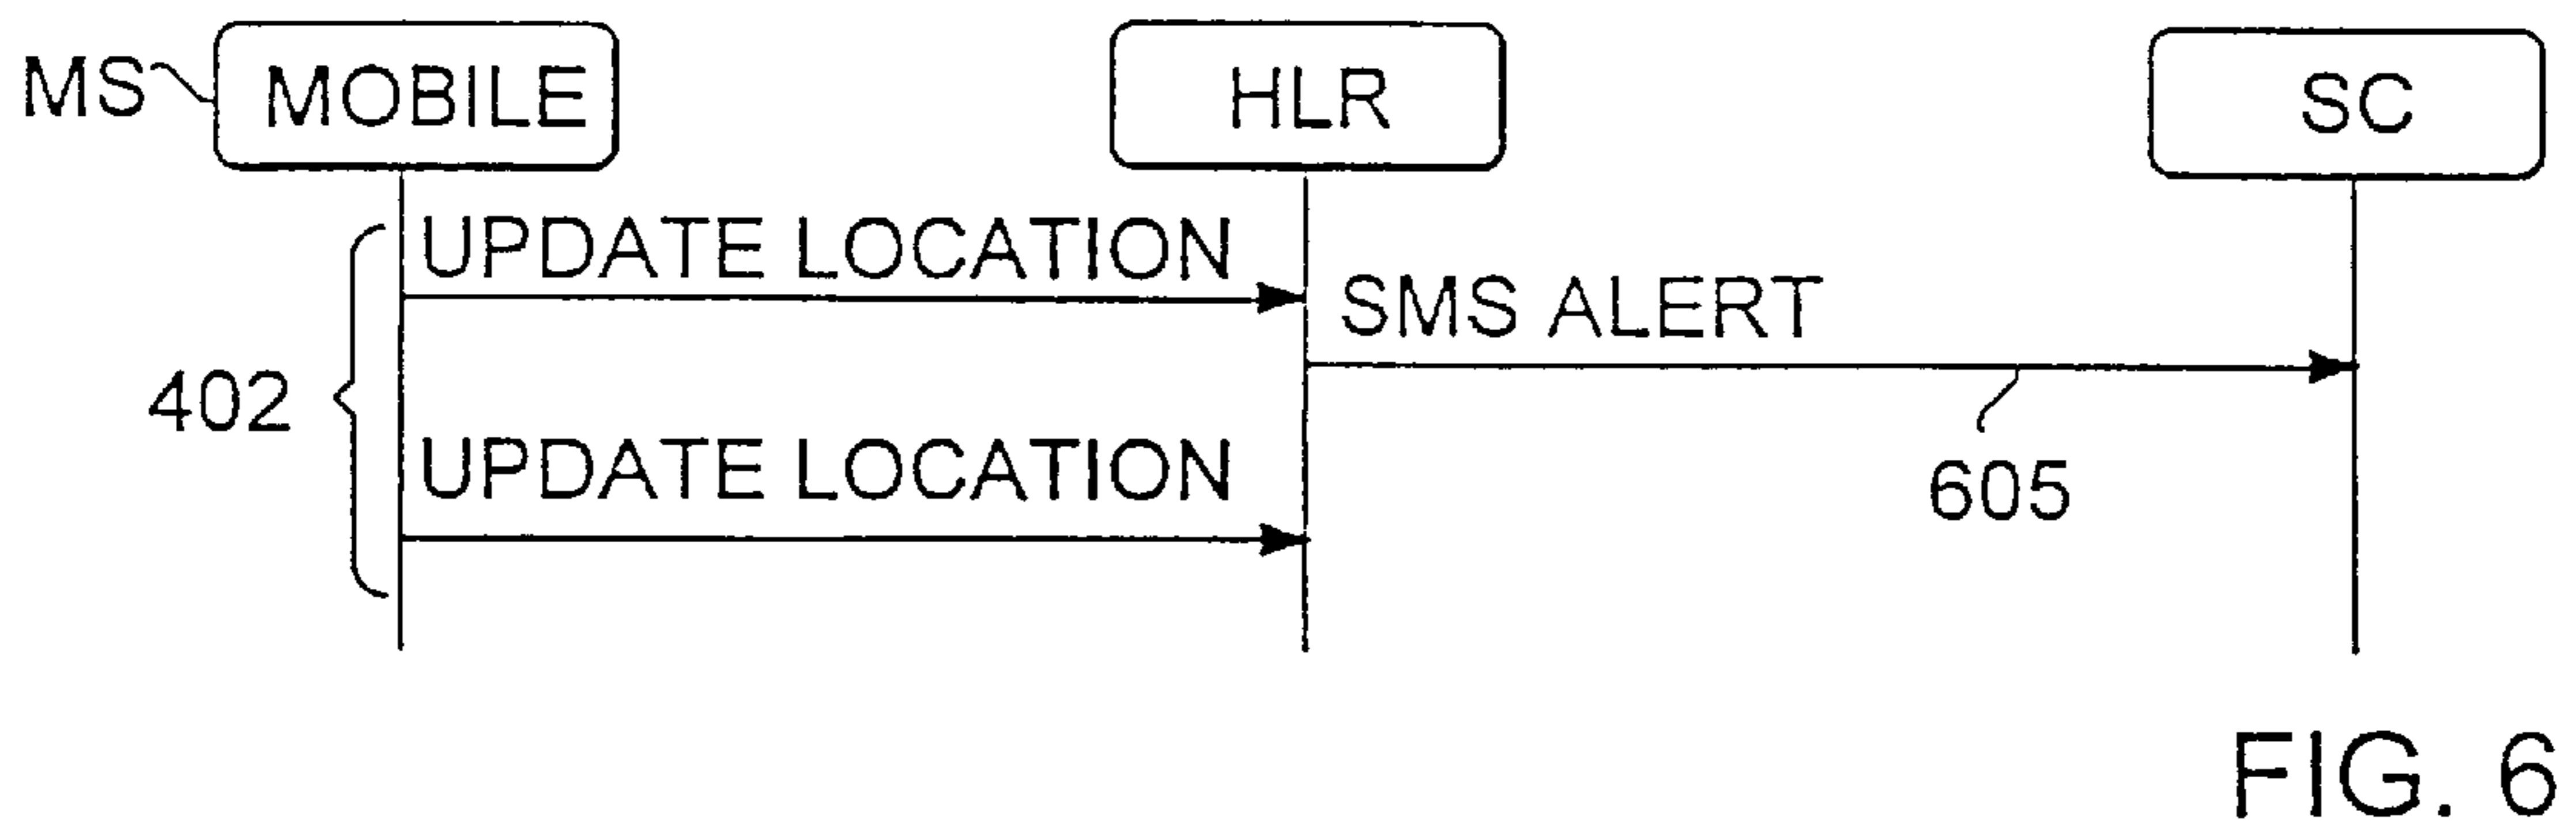 MS MOBILE HLR SC
UPDATE LOCATION
SMS ALERT
402
UPDATE LOCATION
605
FIG. 6